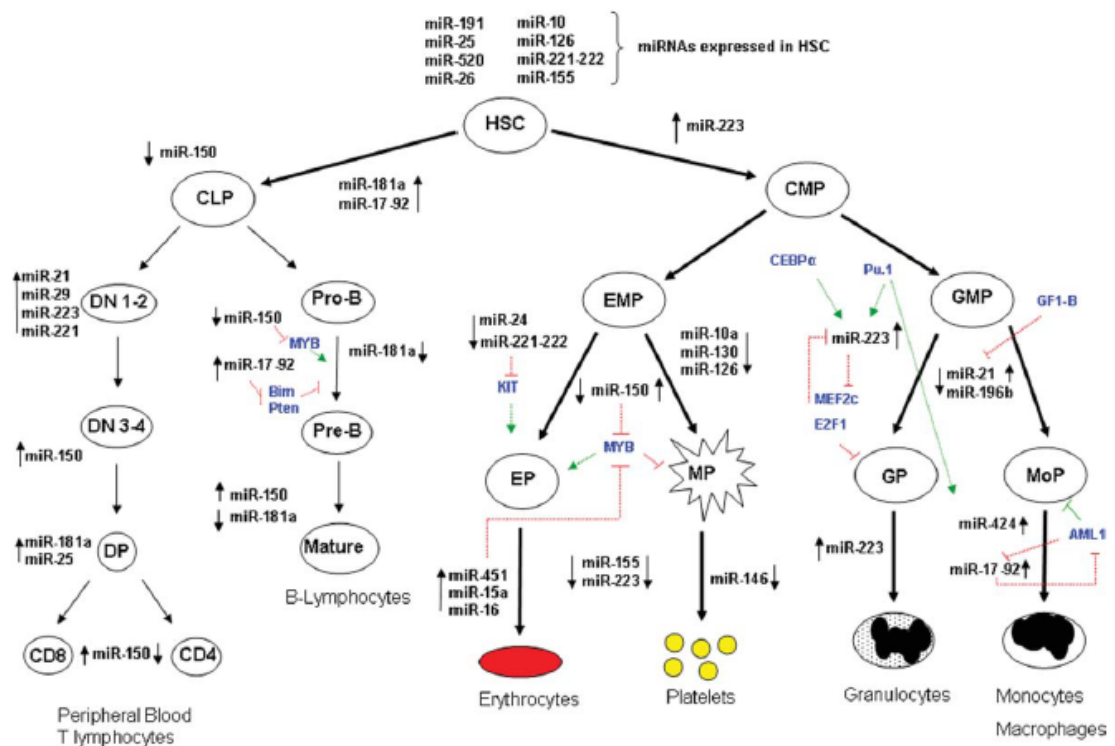 miR-191 miR-10
miR-25 miR-126
miR-520 miR-221-222
miR-26 miR-155
miRNAs expressed in HSC
HSC
↑ miR-223
↓ miR-150
miR-181a ↑
miR-17-92
CLP
CMP
↑ miR-21
miR-29
miR-223
miR-221
DN 1-2
Pro-B
↓ miR-150
MYB
↑ miR-17-92
Bim
Pten
miR-181a ↓
Pre-B
DN 3-4
↑ miR-150
↑ miR-150
↓ miR-181a
Mature
B-Lymphocytes
↑ miR-181a
miR-25
DP
CD8 ↑ miR-150 ↓ CD4
Peripheral Blood
T lymphocytes
EMP
↓ miR-24
↓ miR-221-222
KIT
miR-10a
miR-130
miR-126 ↓
↓ miR-150 ↑
MYB
EP
MP
↑ miR-451
miR-15a
miR-16
↓ miR-155
↓ miR-223 ↓
miR-146 ↓
Erythrocytes
Platelets
CEBPα
Pu.1
GMP
GF1-B
miR-223 ↑
MEF2c
E2F1
↓ miR-21 ↑
miR-196b
GP
MoP
↑ miR-223
miR-424 ↑
AML1
miR-17-92 ↑
Granulocytes
Monocytes
Macrophages